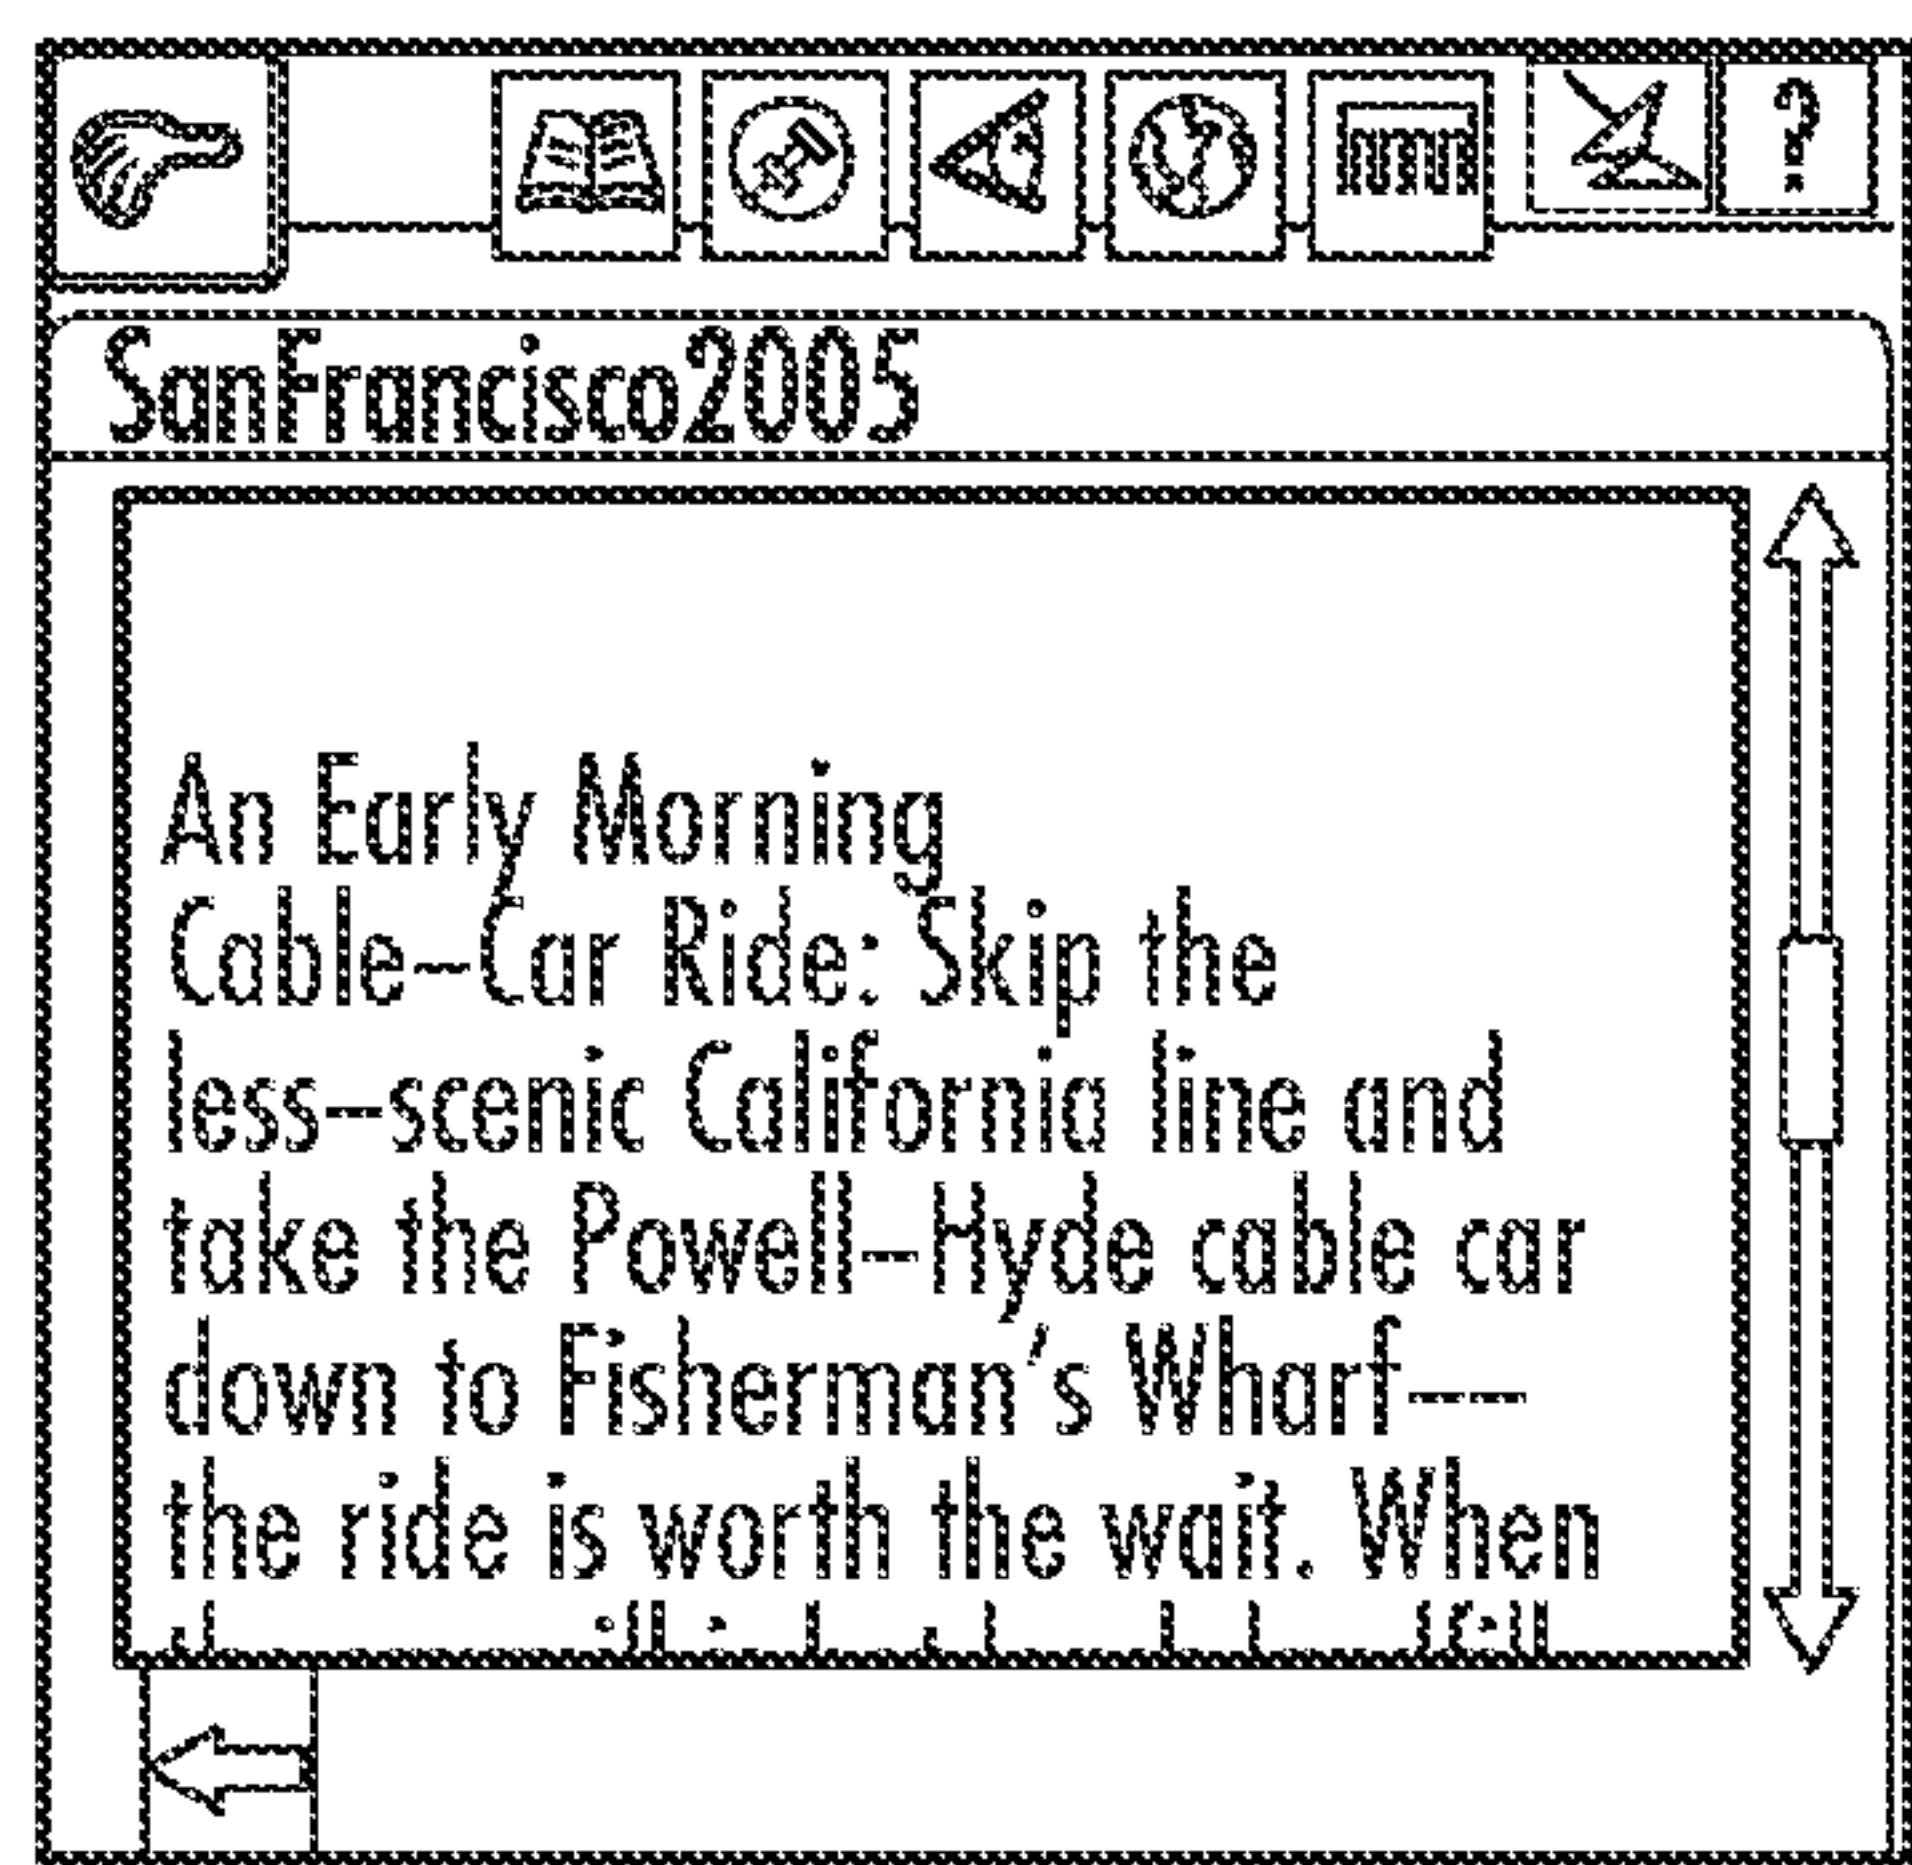 ?
SanFrancisco2005
An Early Morning
Cable–Car Ride: Skip the
less–scenic California line and
take the Powell–Hyde cable car
down to Fisherman's Wharf––
the ride is worth the wait. When